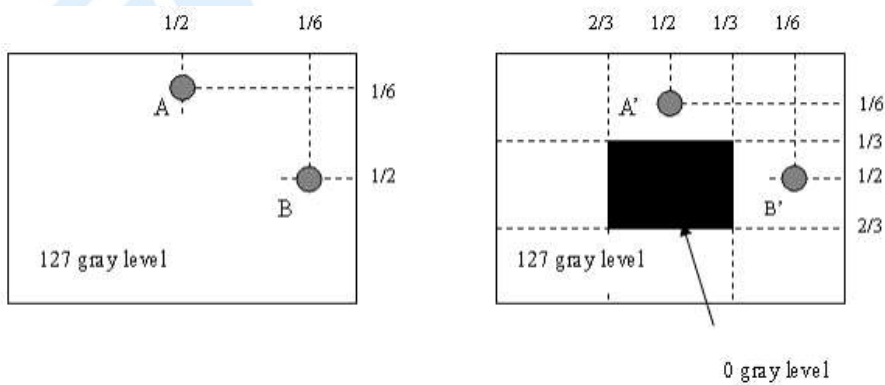 1/2 1/6
1/6
A
1/2
B
127 gray level
2/3 1/2 1/3 1/6
A' 1/6
1/3
1/2
B'
2/3
127 gray level
0 gray level